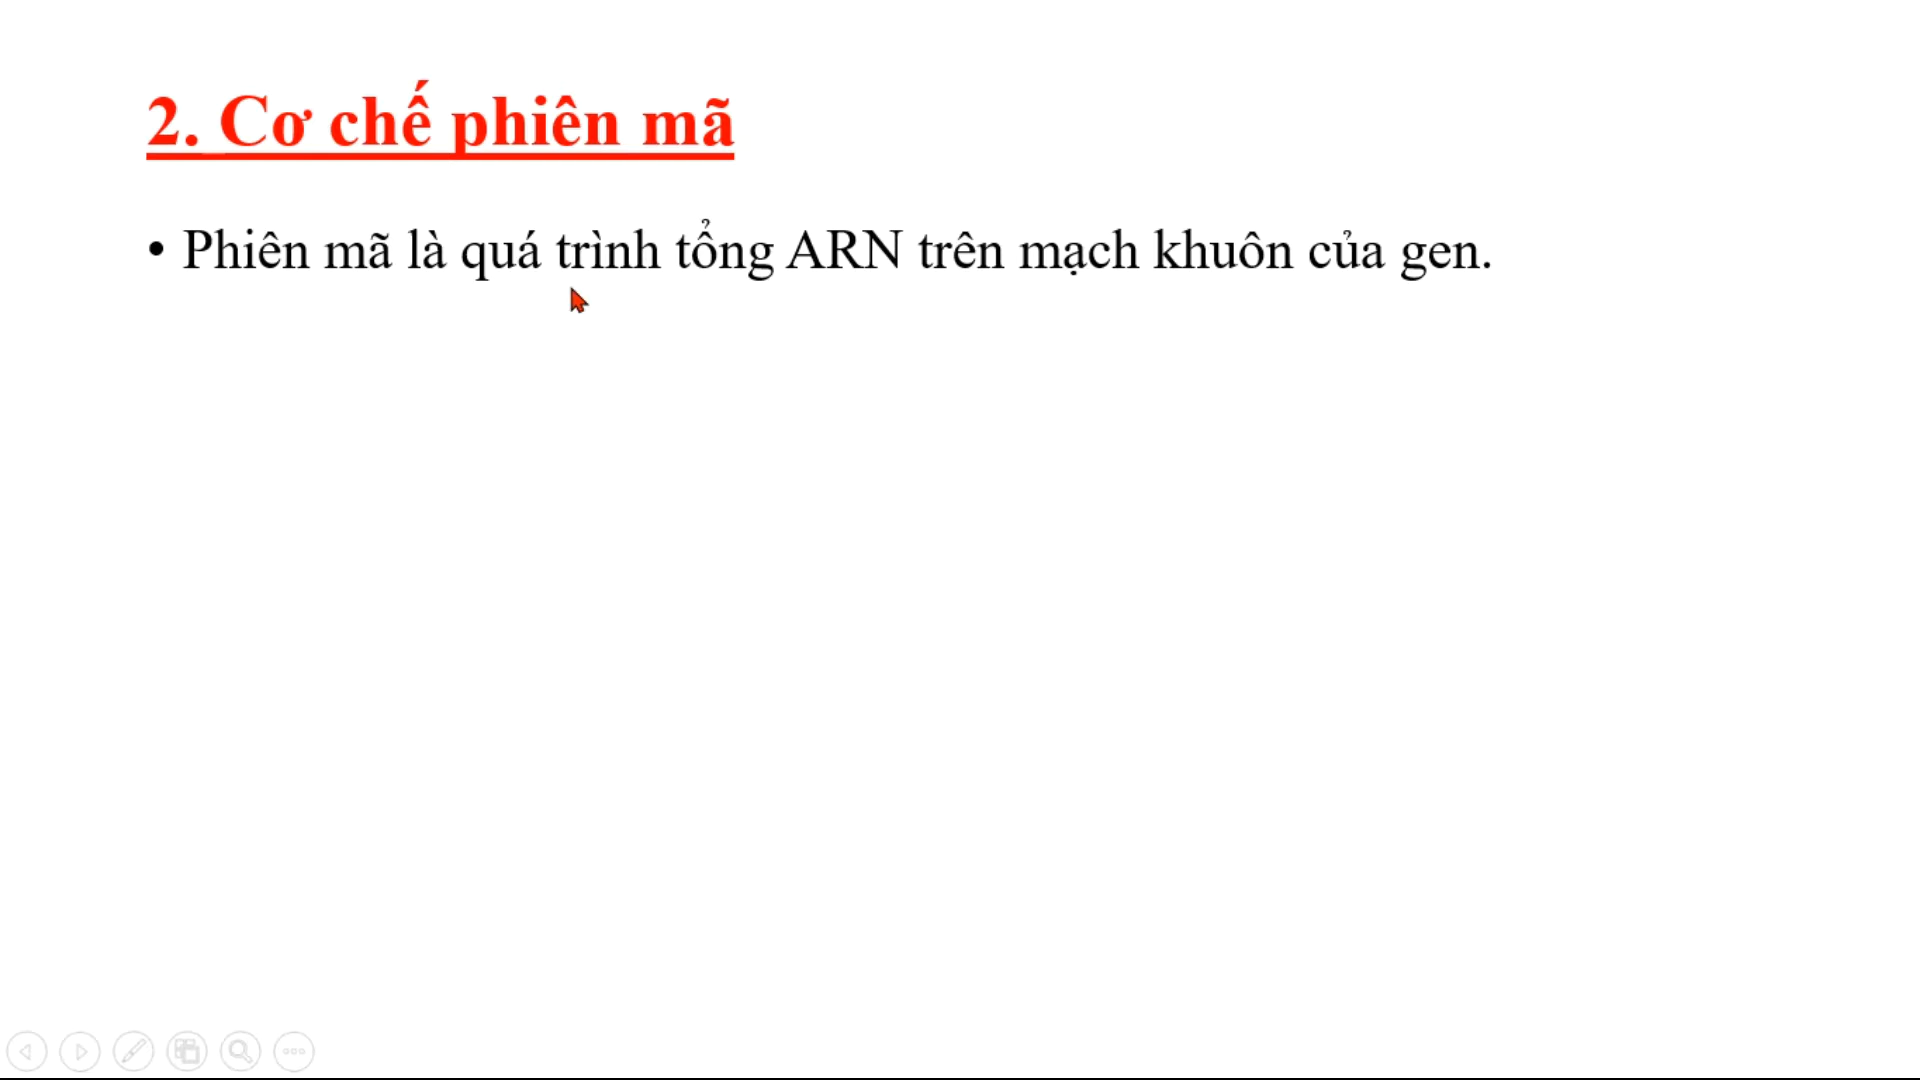 2. Cơ chế phiên mã
• Phiên mã là quá trình tổng ARN trên mạch khuôn của gen.